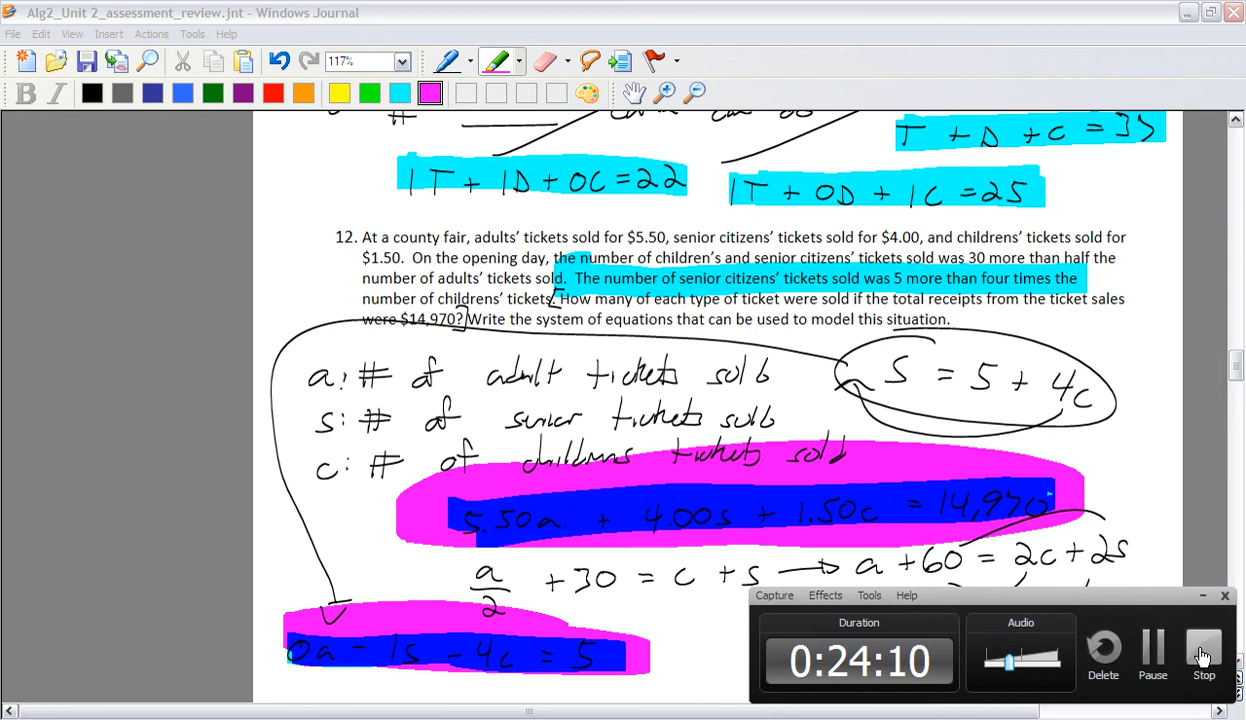 Alg2_Unit 2_assessment_review.jnt - Windows Journal
File Edit View Insert Actions Tools Help
117%
B I
#
T + D + C = 35
1T + 1D + 0C = 22
1T + 0D + 1C = 25
12. At a county fair, adults' tickets sold for $5.50, senior citizens' tickets sold for $4.00, and childrens' tickets sold for
$1.50. On the opening day, the number of children's and senior citizens' tickets sold was 30 more than half the
number of adults' tickets sold. The number of senior citizens' tickets sold was 5 more than four times the
number of childrens' tickets. How many of each type of ticket were sold if the total receipts from the ticket sales
were $14,970? Write the system of equations that can be used to model this situation.
a: # of adult tickets sold
S = 5 + 4c
s: # of senior tickets sold
c: # of childrens tickets sold
5.50a + 4.00s + 1.50c = 14,970
a/2 + 30 = c + s → a + 60 = 2c + 2s
0a - 1s - 4c = 5
Capture Effects Tools Help
Duration
Audio
0:24:10
Delete Pause Stop